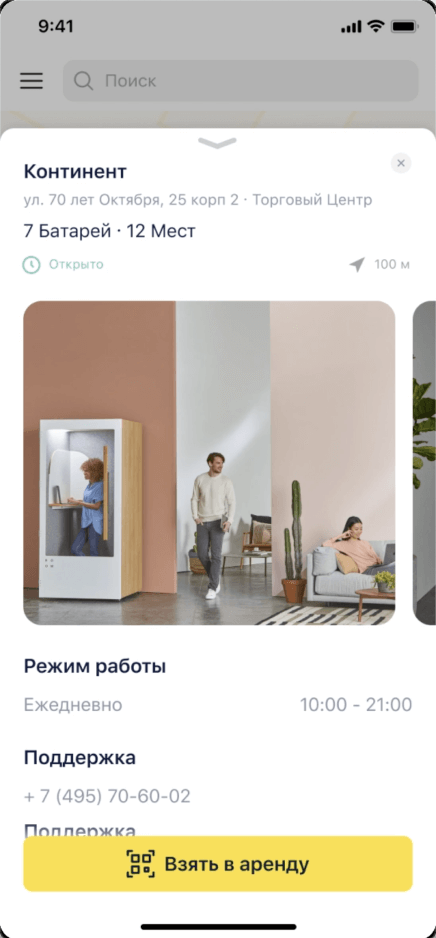 9:41
Поиск
Континент
ул. 70 лет Октября, 25 корп 2 · Торговый Центр
7 Батарей · 12 Мест
Открыто
100 м
Режим работы
Ежедневно
10:00 - 21:00
Поддержка
+ 7 (495) 70-60-02
Поддержка
Взять в аренду